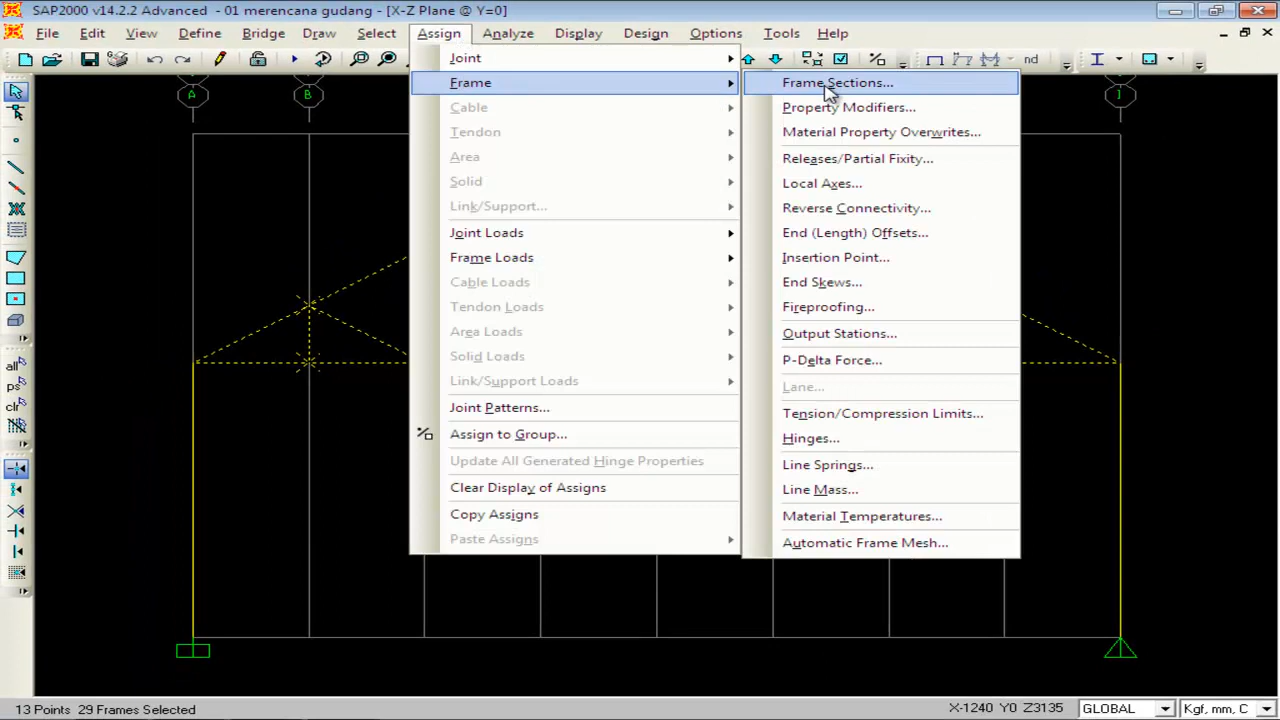 SAP2000 v14.2.2 Advanced - 01 merencana gudang - [X-Z Plane @ Y=0]
File Edit View Define Bridge Draw Select Assign Analyze Display Design Options Tools Help
nd
A B I
Joint
Frame
Cable
Tendon
Area
Solid
Link/Support...
Joint Loads
Frame Loads
Cable Loads
Tendon Loads
Area Loads
Solid Loads
Link/Support Loads
Joint Patterns...
Assign to Group...
Update All Generated Hinge Properties
Clear Display of Assigns
Copy Assigns
Paste Assigns
Frame Sections...
Property Modifiers...
Material Property Overwrites...
Releases/Partial Fixity...
Local Axes...
Reverse Connectivity...
End (Length) Offsets...
Insertion Point...
End Skews...
Fireproofing...
Output Stations...
P-Delta Force...
Lane...
Tension/Compression Limits...
Hinges...
Line Springs...
Line Mass...
Material Temperatures...
Automatic Frame Mesh...
all
ps
clr
13 Points 29 Frames Selected
X-1240 Y0 Z3135
GLOBAL
Kgf, mm, C